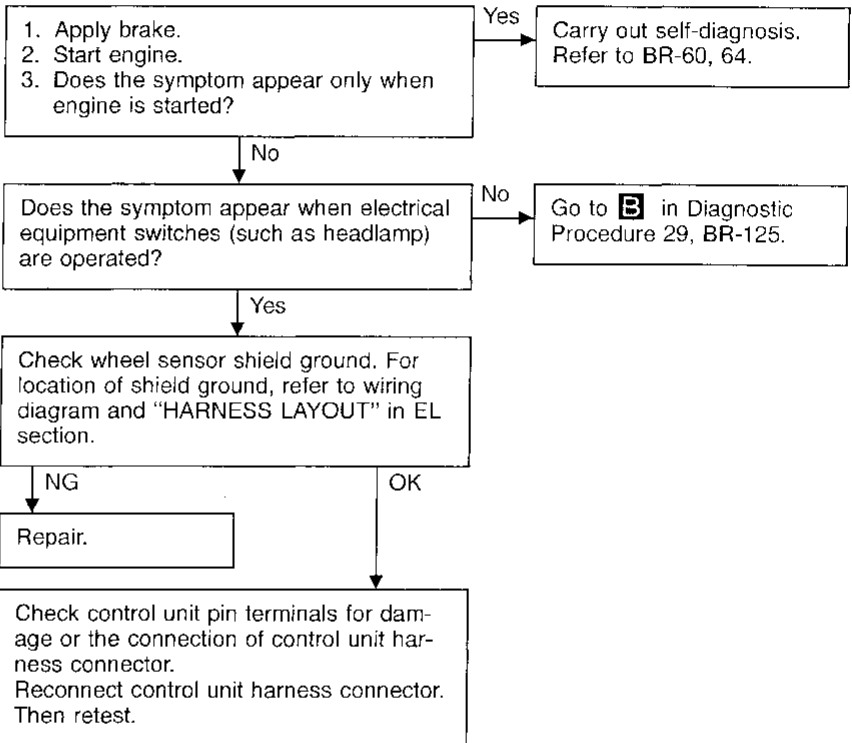 1. Apply brake.
2. Start engine.
3. Does the symptom appear only when
engine is started?
Yes
Carry out self-diagnosis.
Refer to BR-60, 64.
No
Does the symptom appear when electrical
equipment switches (such as headlamp)
are operated?
No
Go to B in Diagnostic
Procedure 29, BR-125.
Yes
Check wheel sensor shield ground. For
location of shield ground, refer to wiring
diagram and “HARNESS LAYOUT” in EL
section.
NG
OK
Repair.
Check control unit pin terminals for dam-
age or the connection of control unit har-
ness connector.
Reconnect control unit harness connector.
Then retest.